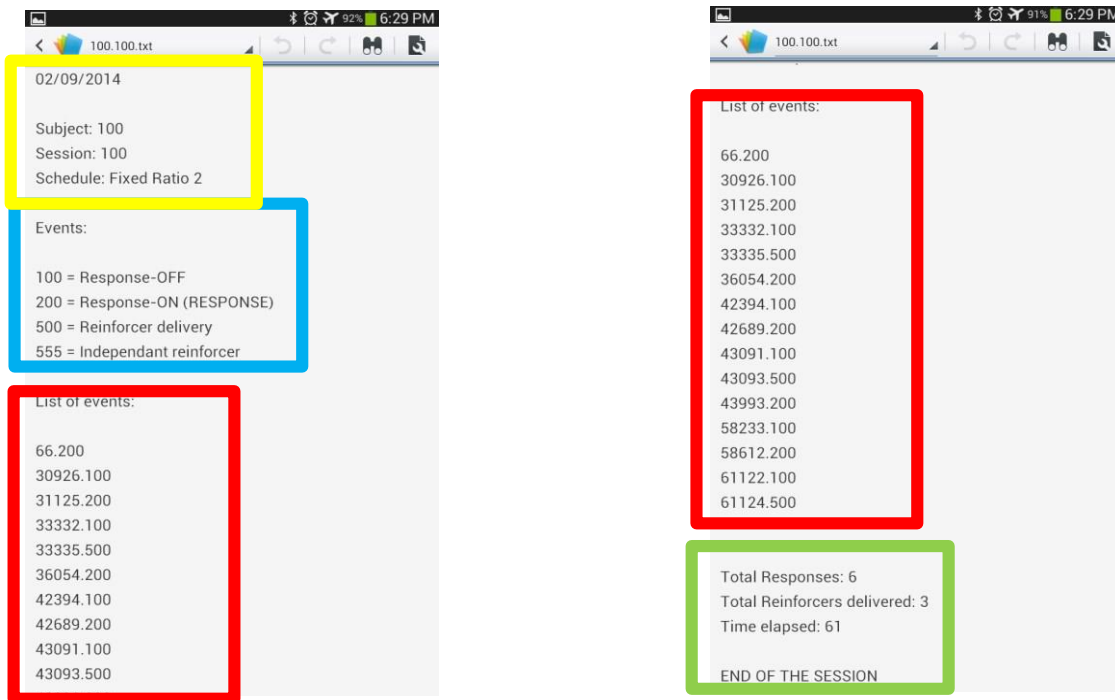 92% 6:29 PM
100.100.txt
02/09/2014
Subject: 100
Session: 100
Schedule: Fixed Ratio 2
Events:
100 = Response-OFF
200 = Response-ON (RESPONSE)
500 = Reinforcer delivery
555 = Independant reinforcer
List of events:
66.200
30926.100
31125.200
33332.100
33335.500
36054.200
42394.100
42689.200
43091.100
43093.500
91% 6:29 PM
100.100.txt
List of events:
66.200
30926.100
31125.200
33332.100
33335.500
36054.200
42394.100
42689.200
43091.100
43093.500
43993.200
58233.100
58612.200
61122.100
61124.500
Total Responses: 6
Total Reinforcers delivered: 3
Time elapsed: 61
END OF THE SESSION